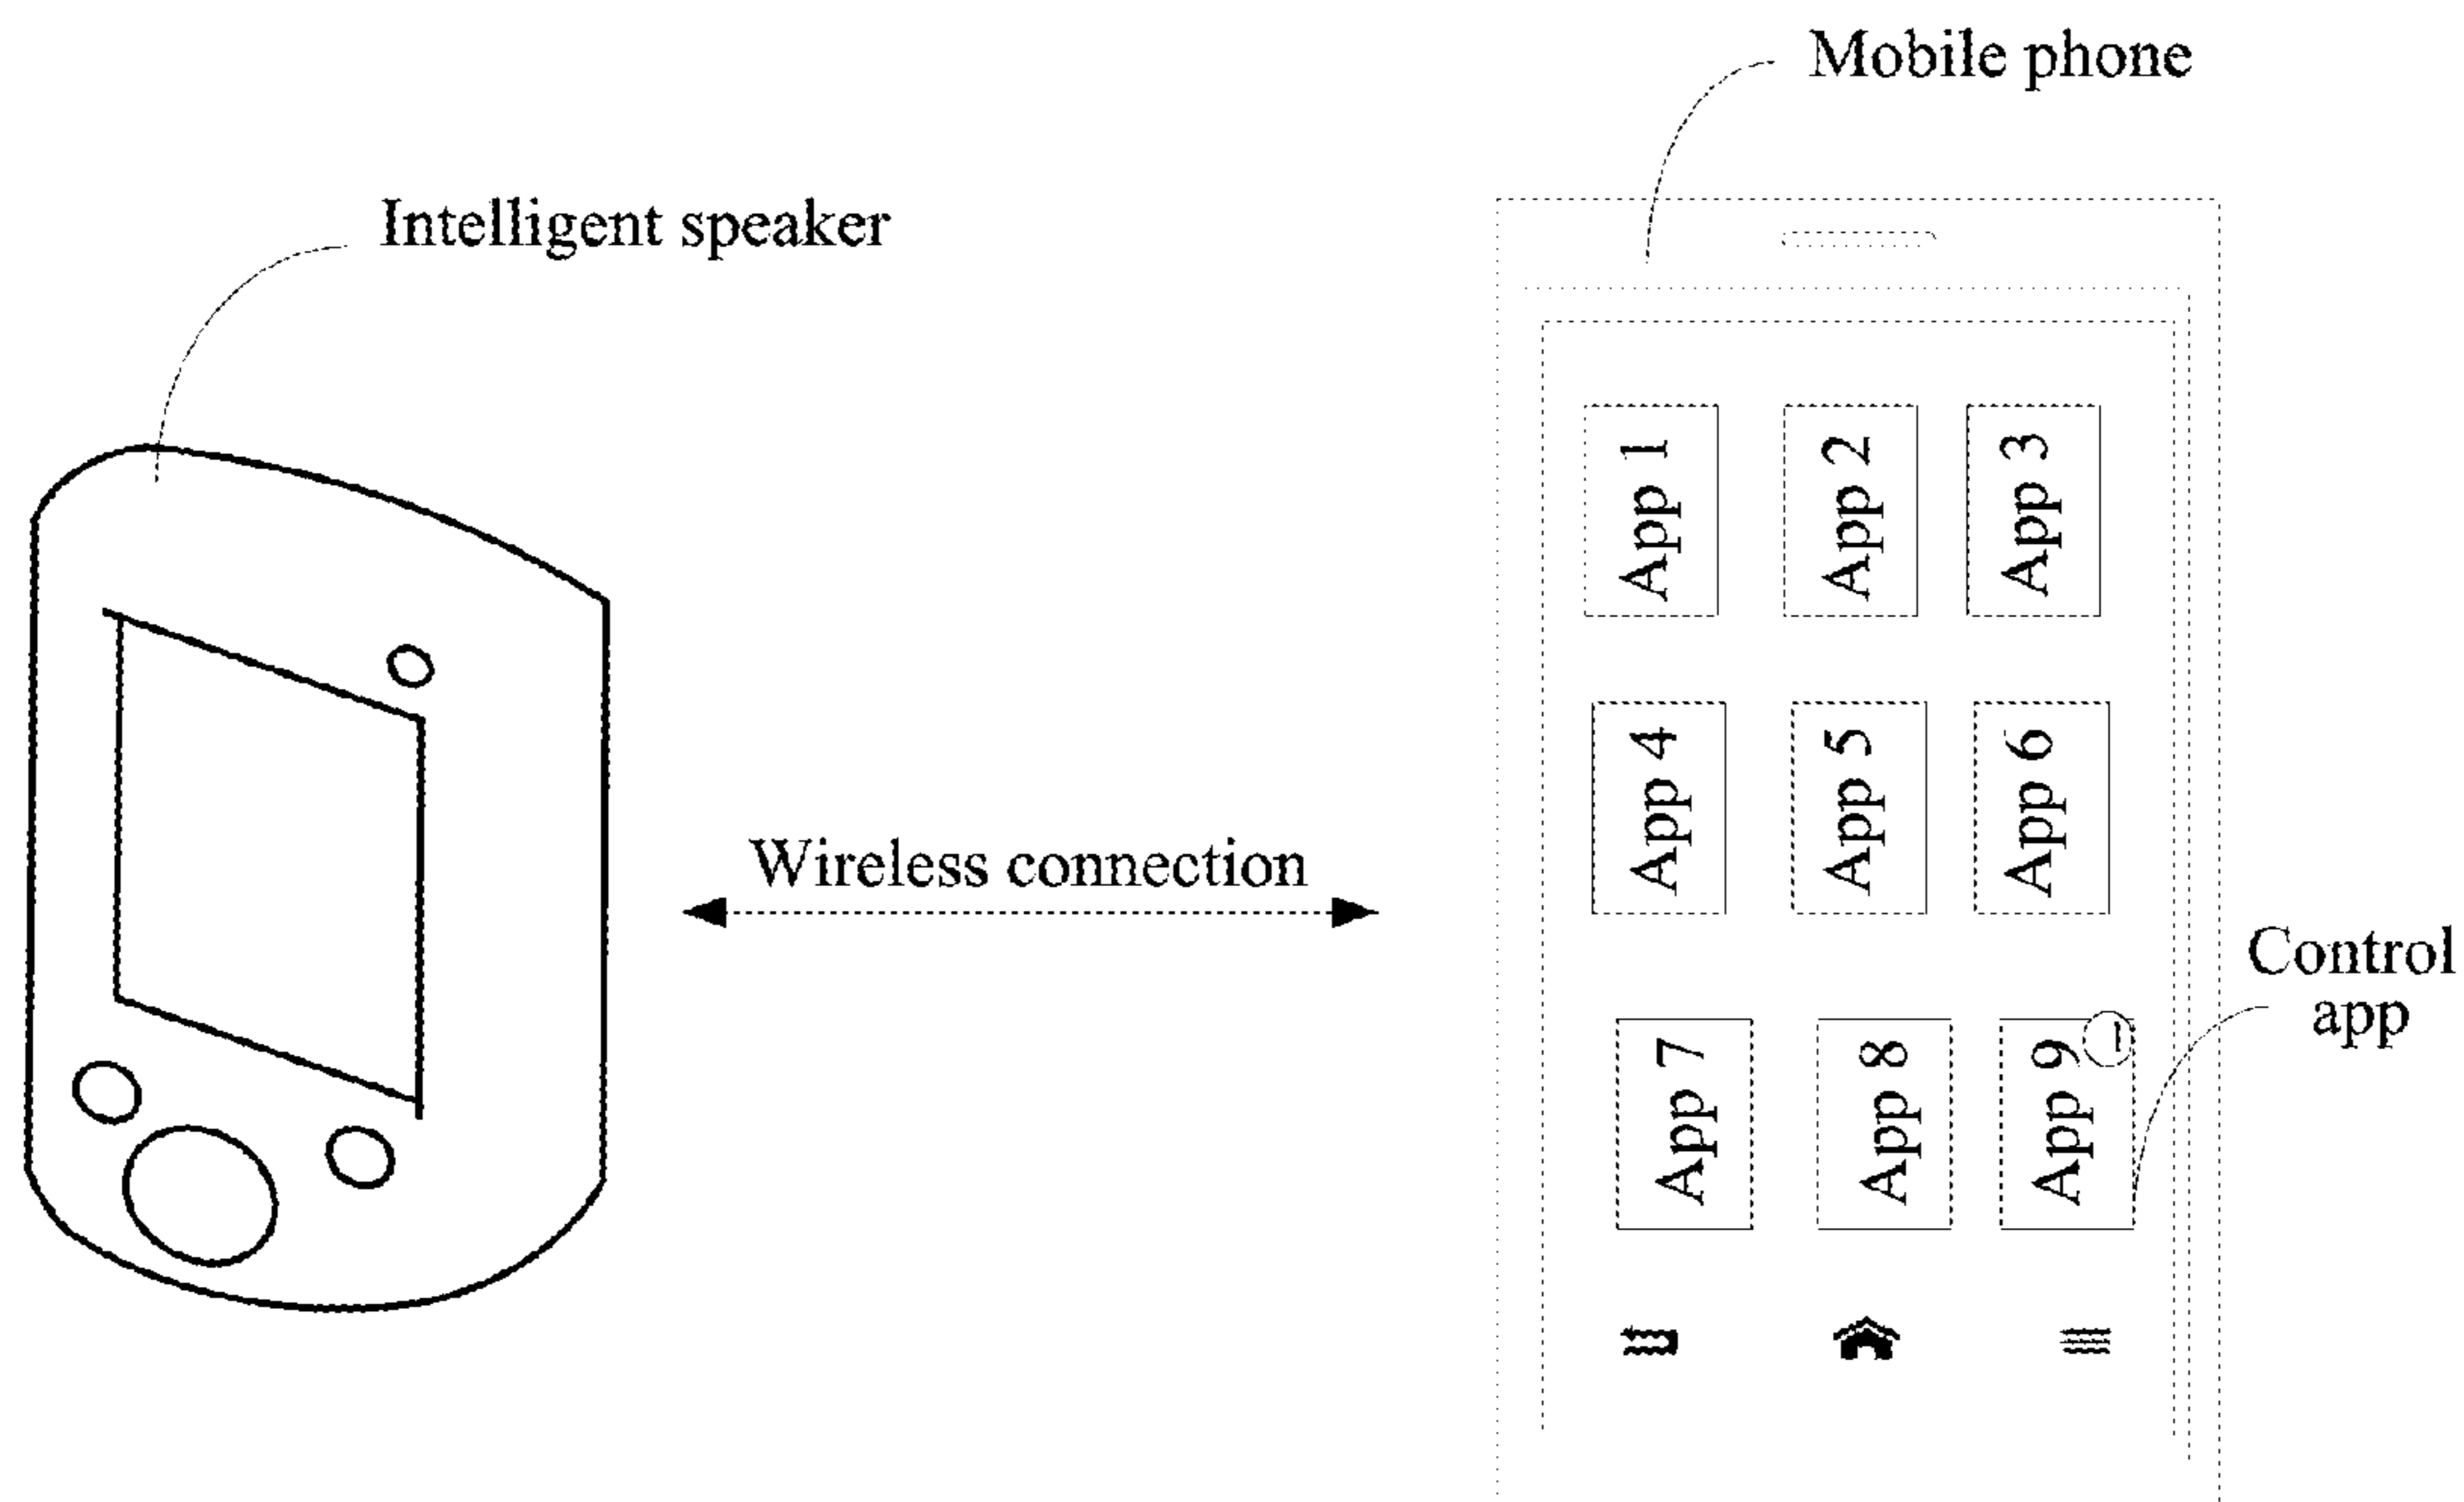 Mobile phone
Intelligent speaker
App 1
App 2
App 3
App 4
App 5
App 6
Wireless connection
Control
app
App 7
App 8
App 9
1